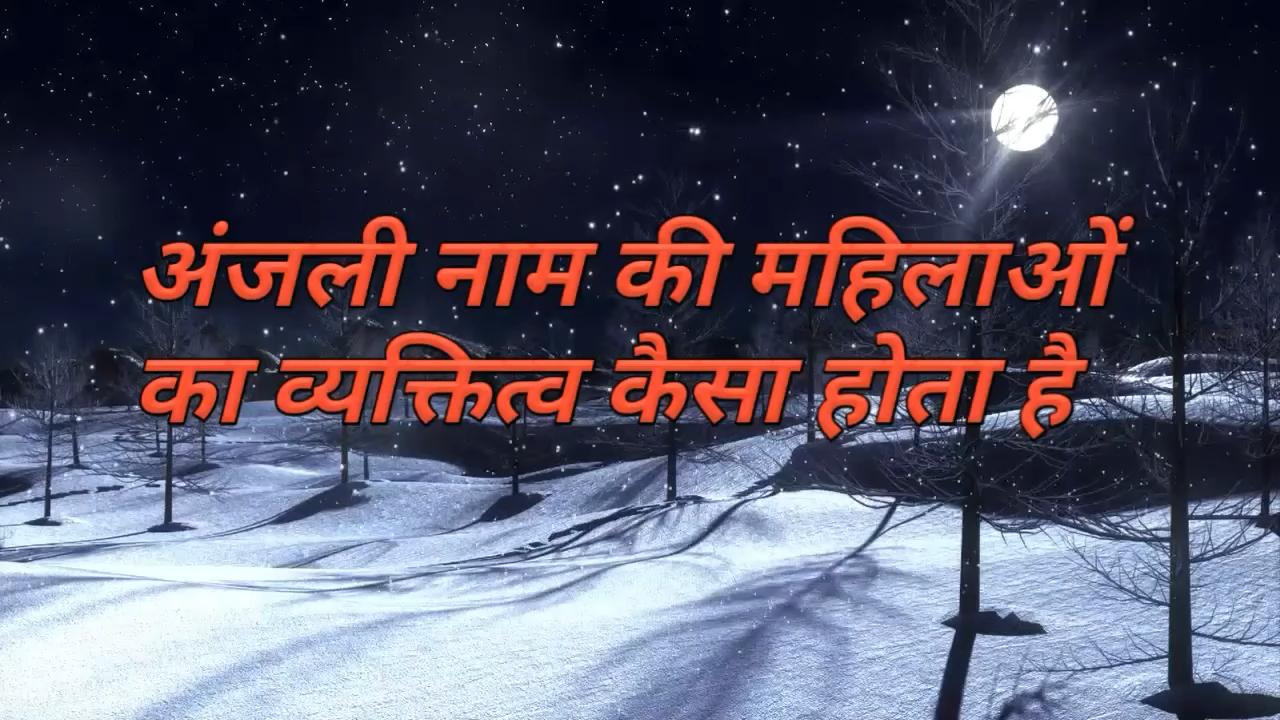 अंजली नाम की महिलाओं
का व्यक्तित्व कैसा होता है